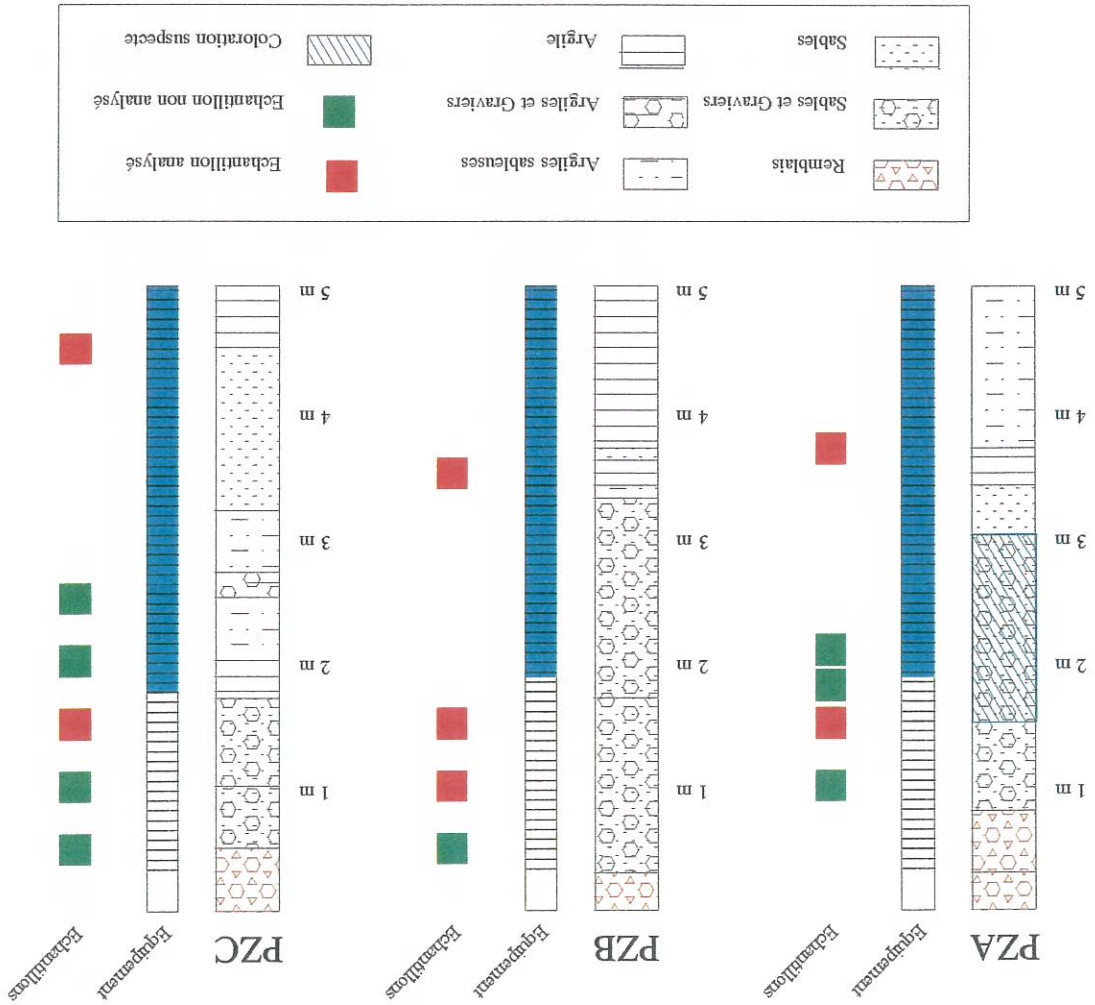 PZA
Equipement
Echantillons
PZB
Equipement
Echantillons
PZC
Equipement
Echantillons
1 m
2 m
3 m
4 m
5 m
1 m
2 m
3 m
4 m
5 m
1 m
2 m
3 m
4 m
5 m
Remblais
Sables et Graviers
Sables
Argiles sableuses
Argiles et Graviers
Argile
Echantillon analysé
Echantillon non analysé
Coloration suspecte